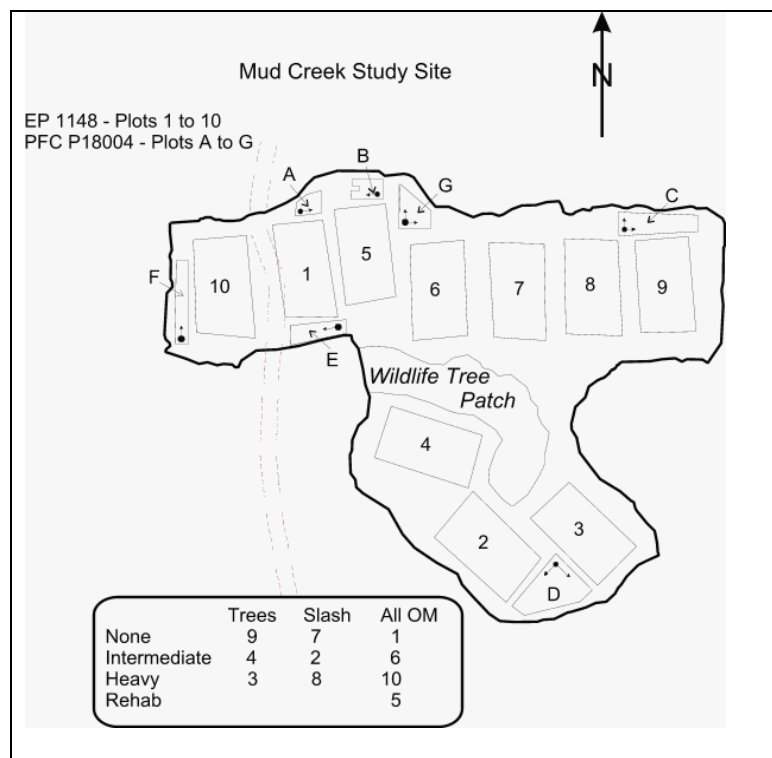 N
Mud Creek Study Site
EP 1148 - Plots 1 to 10
PFC P18004 - Plots A to G
A
B
G
C
F
10
1
5
6
7
8
9
E
Wildlife Tree
Patch
4
2
3
D
Trees Slash All OM
None 9 7 1
Intermediate 4 2 6
Heavy 3 8 10
Rehab 5